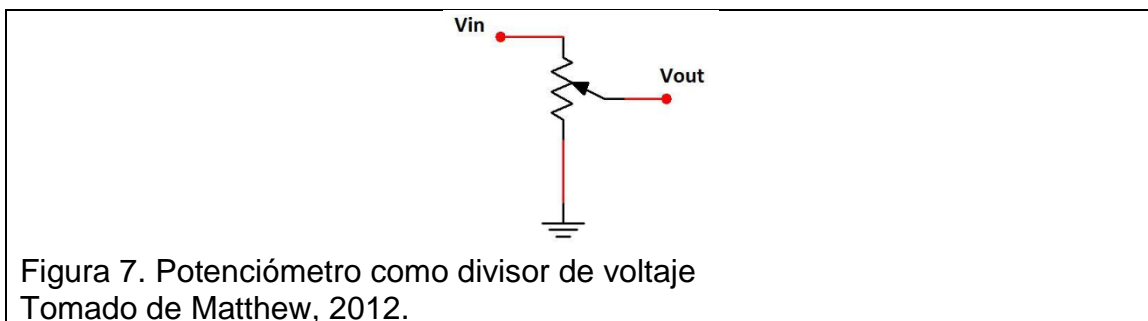 Vin
Vout
Figura 7. Potenciómetro como divisor de voltaje
Tomado de Matthew, 2012.